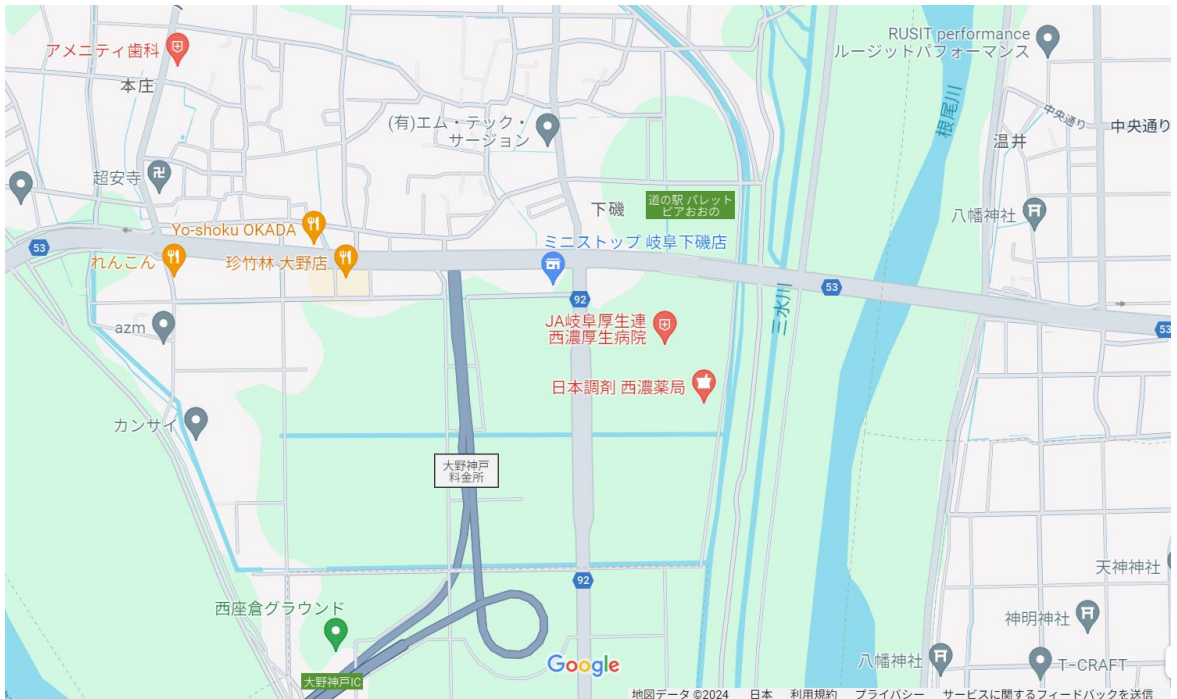 RUSIT performance
ルージットパフォーマンス
アメニティ歯科
本庄
根尾川
中央通り
中央通り
(有)エム・テック・
サージョン
温井
超安寺
下磯
道の駅 パレット
ピアおおの
八幡神社
Yo-shoku OKADA
ミニストップ 岐阜下磯店
53
れんこん
珍竹林 大野店
53
92
三水川
53
azm
JA岐阜厚生連
西濃厚生病院
日本調剤 西濃薬局
カンサイ
大野神戸
料金所
天神神社
92
西座倉グラウンド
神明神社
八幡神社
T-CRAFT
Google
大野神戸IC
地図データ ©2024 日本 利用規約 プライバシー サービスに関するフィードバックを送信